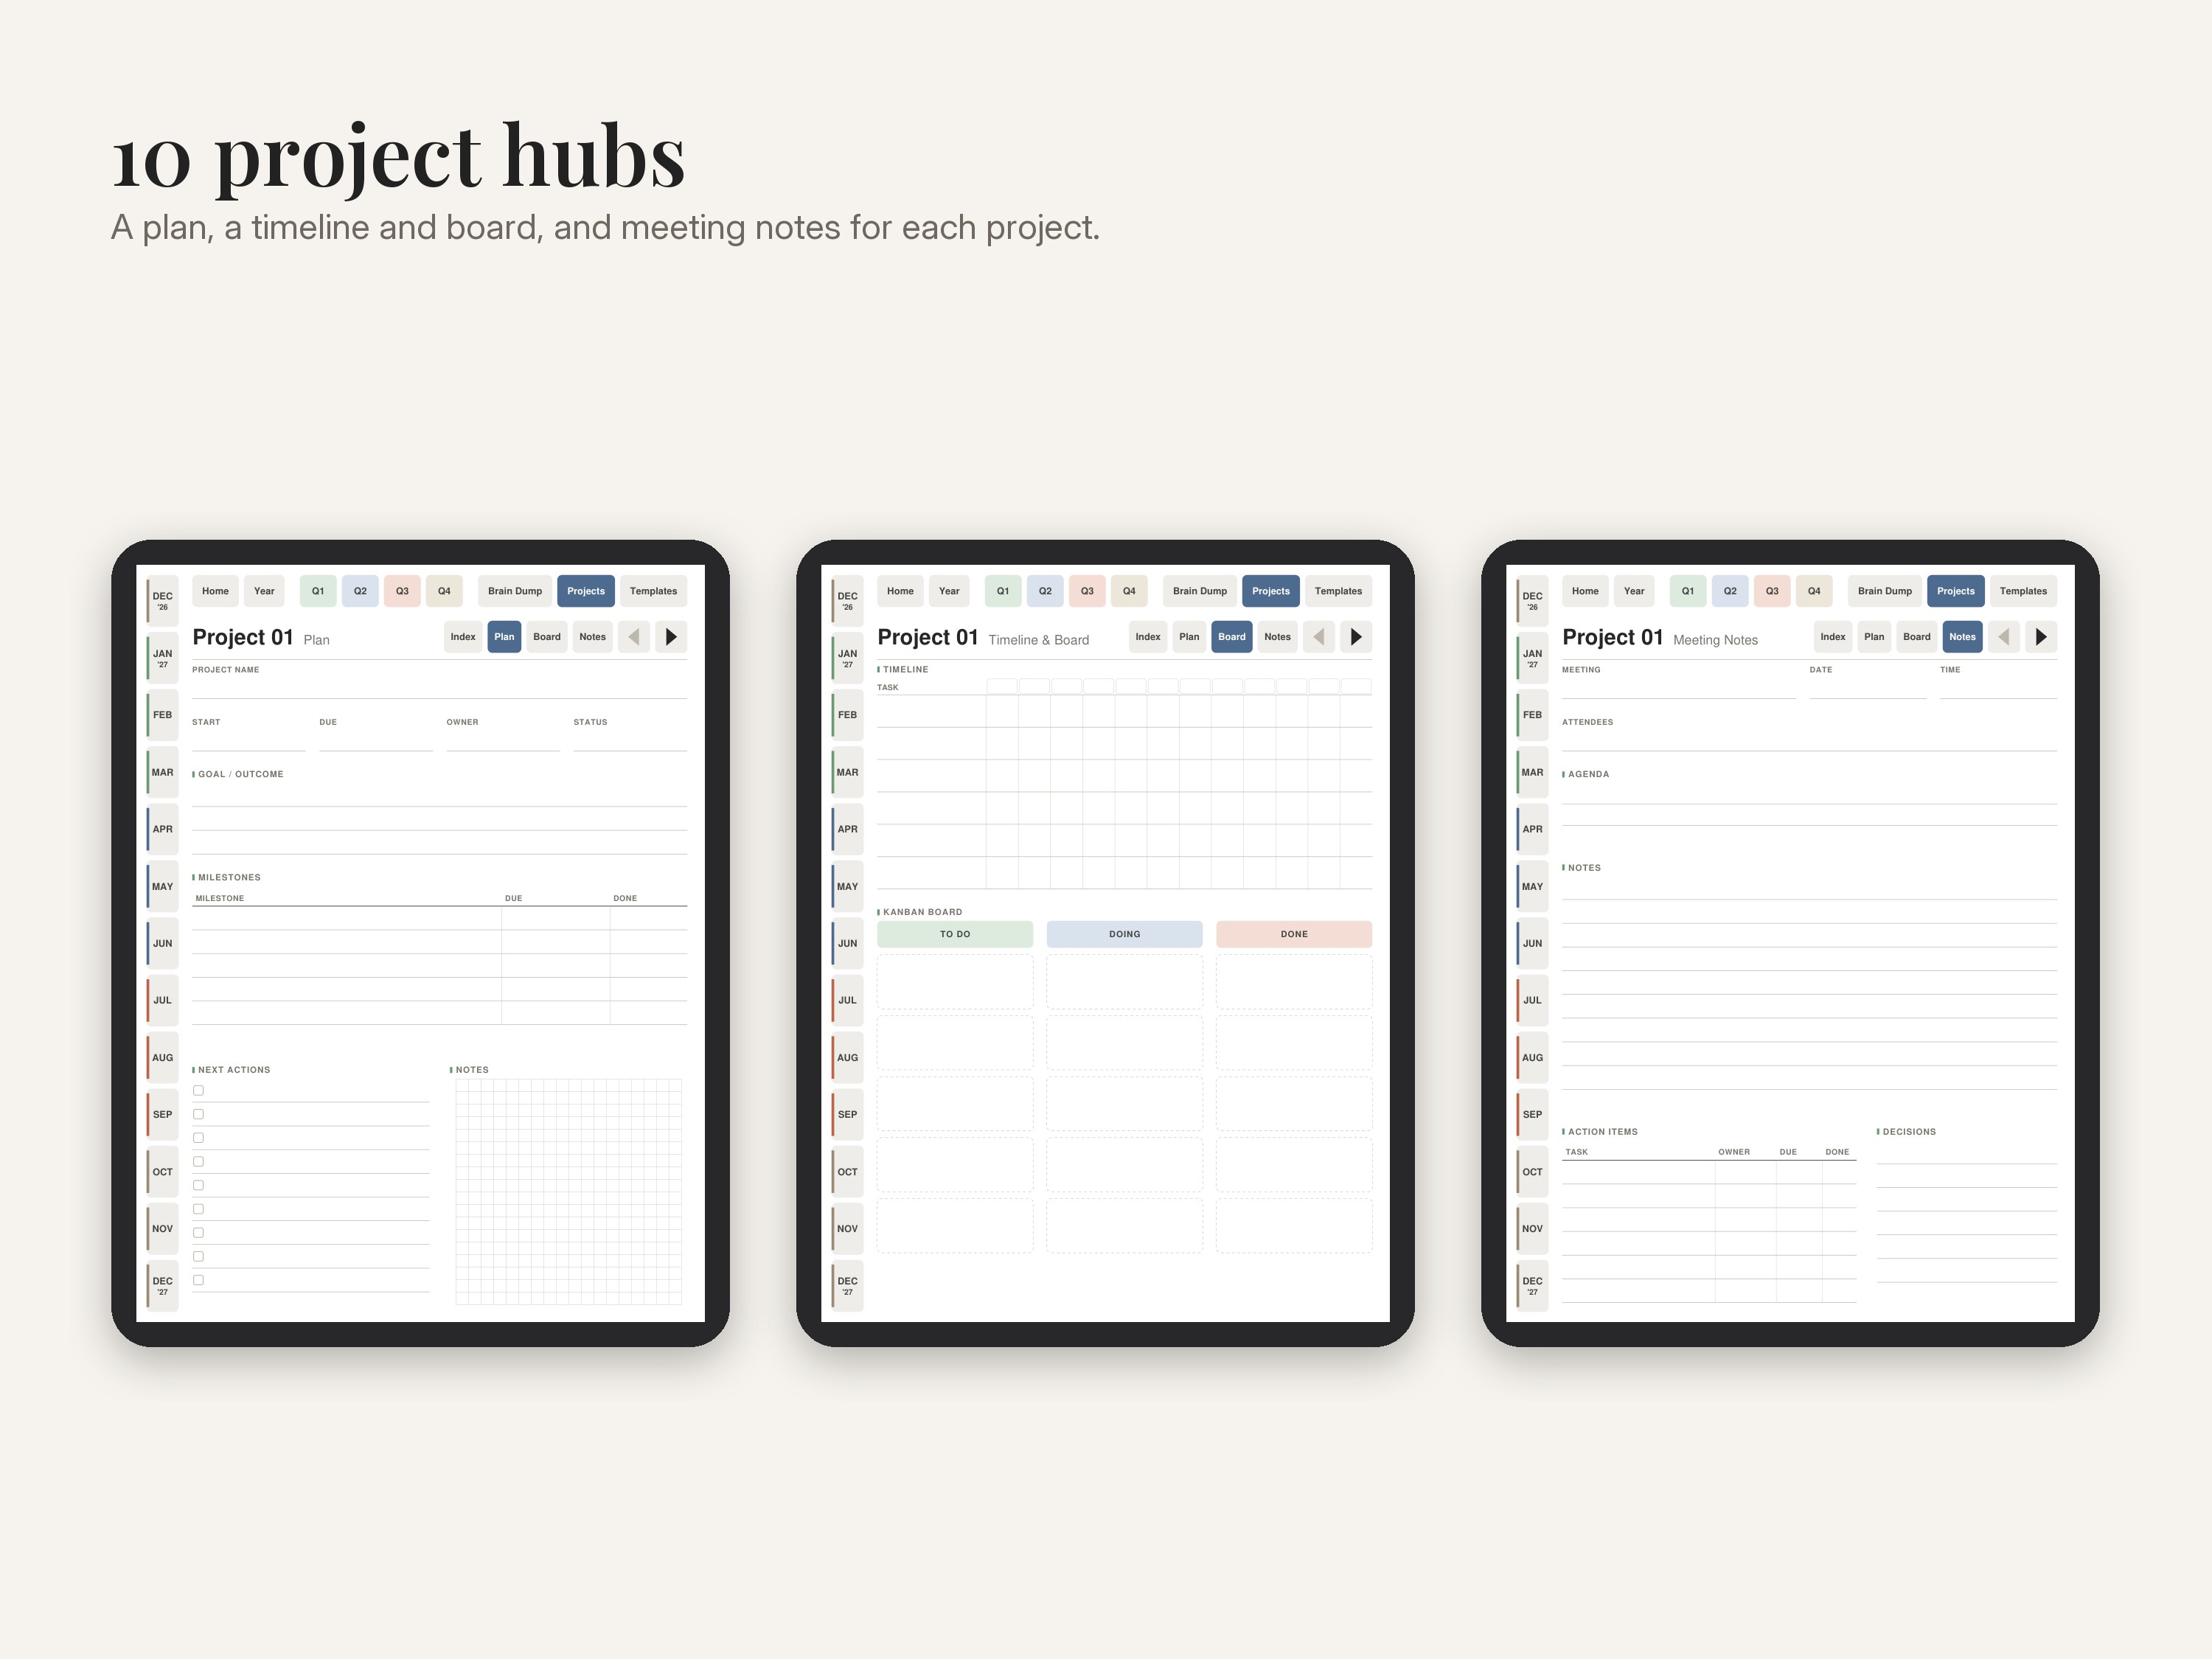 10 project hubs
A plan, a timeline and board, and meeting notes for each project.
Home Year Q1 Q2 Q3 Q4 Brain Dump Projects Templates
Project 01 Plan Index Plan Board Notes
PROJECT NAME
START DUE OWNER STATUS
GOAL / OUTCOME
MILESTONES
MILESTONE DUE DONE
NEXT ACTIONS NOTES
DEC
'26
JAN
'27
FEB
MAR
APR
MAY
JUN
JUL
AUG
SEP
OCT
NOV
DEC
'27
Home Year Q1 Q2 Q3 Q4 Brain Dump Projects Templates
Project 01 Timeline & Board Index Plan Board Notes
TIMELINE
TASK
KANBAN BOARD
TO DO DOING DONE
DEC
'26
JAN
'27
FEB
MAR
APR
MAY
JUN
JUL
AUG
SEP
OCT
NOV
DEC
'27
Home Year Q1 Q2 Q3 Q4 Brain Dump Projects Templates
Project 01 Meeting Notes Index Plan Board Notes
MEETING DATE TIME
ATTENDEES
AGENDA
NOTES
ACTION ITEMS DECISIONS
TASK OWNER DUE DONE
DEC
'26
JAN
'27
FEB
MAR
APR
MAY
JUN
JUL
AUG
SEP
OCT
NOV
DEC
'27